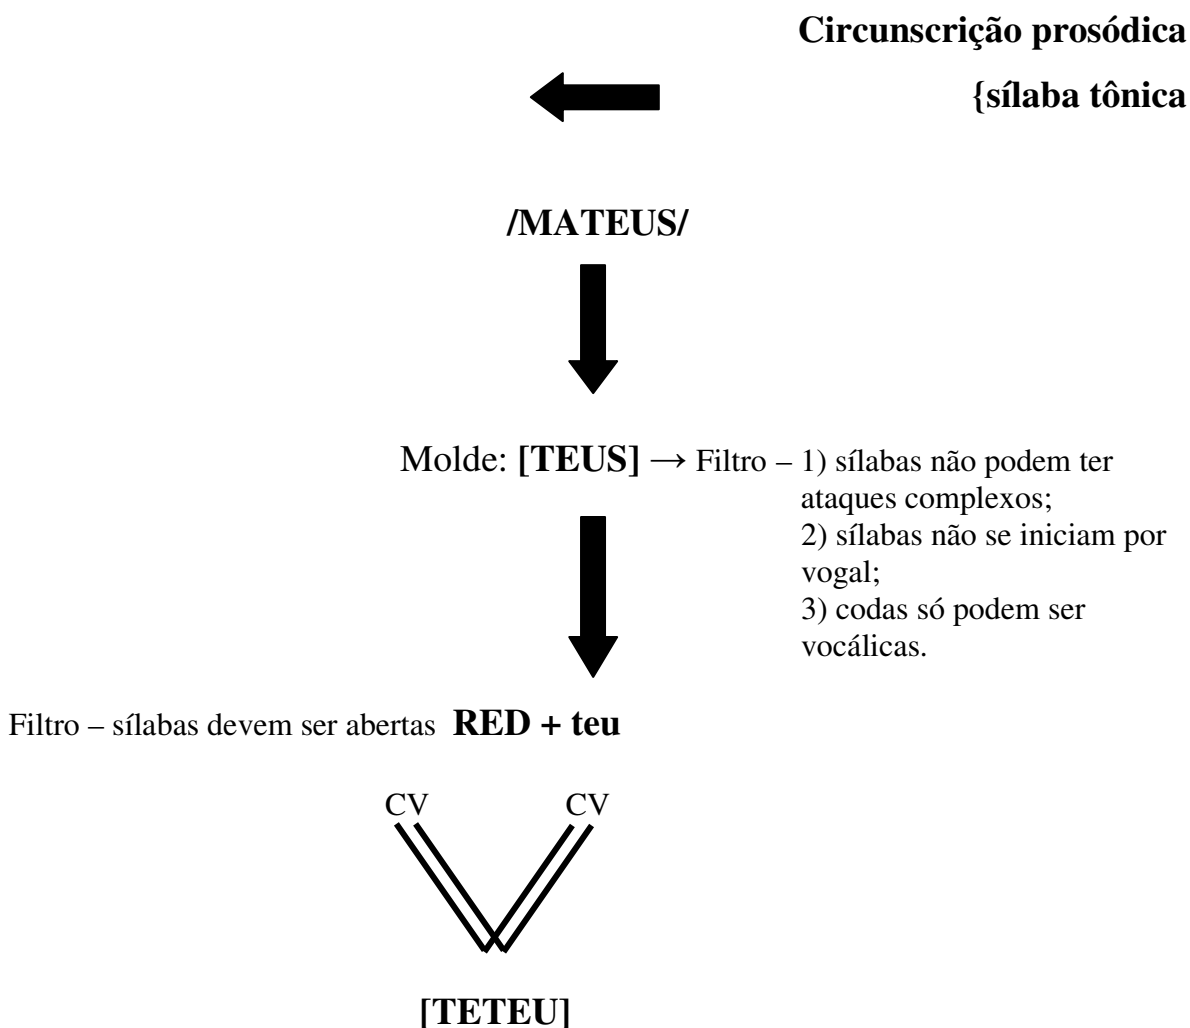 Circunscrição prosódica
{sílaba tônica
/MATEUS/
Molde: [TEUS] → Filtro – 1) sílabas não podem ter
ataques complexos;
2) sílabas não se iniciam por
vogal;
3) codas só podem ser
vocálicas.
Filtro – sílabas devem ser abertas RED + teu
CV CV
[TETEU]